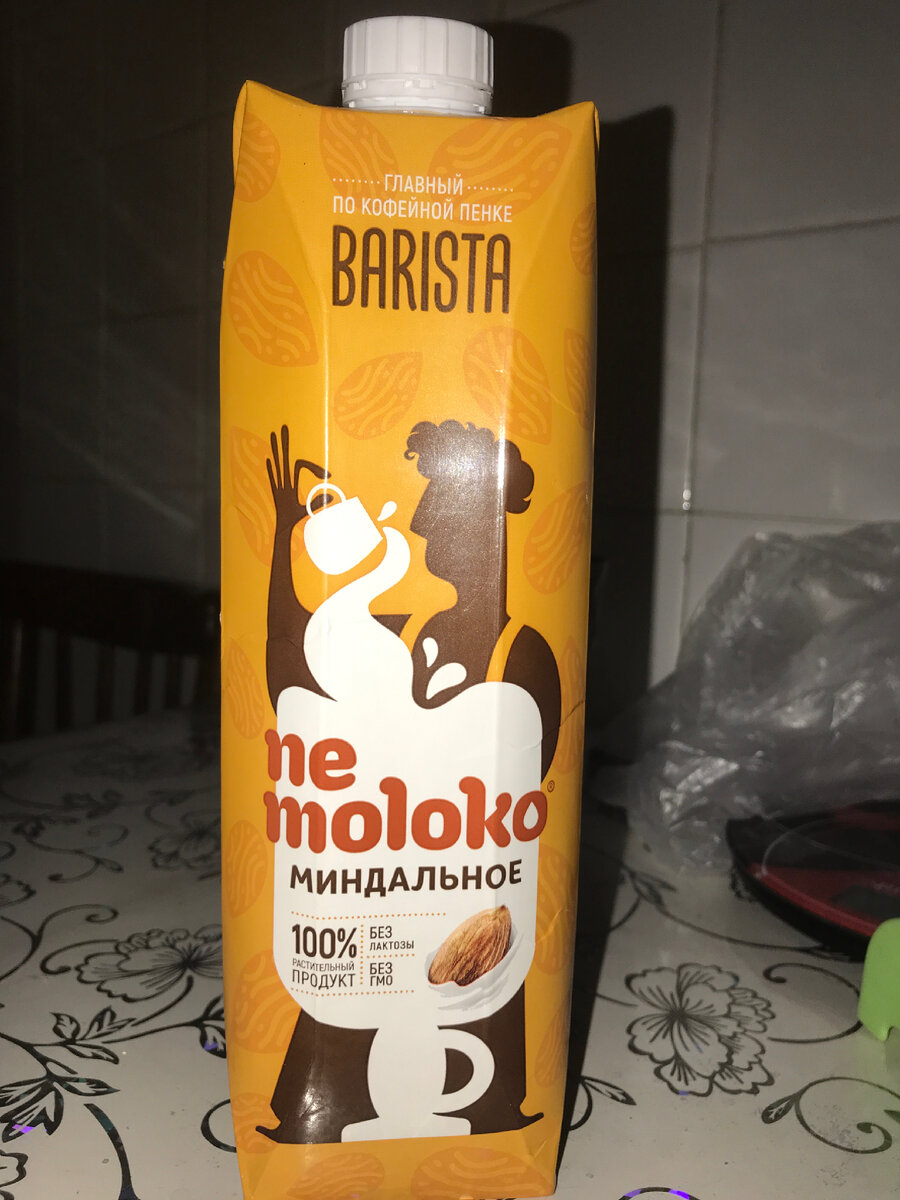 ГЛАВНЫЙ
ПО КОФЕЙНОЙ ПЕНКЕ
BARISTA
ne
moloko®
МИНДАЛЬНОЕ
100%
РАСТИТЕЛЬНЫЙ
ПРОДУКТ
БЕЗ
ЛАКТОЗЫ
БЕЗ
ГМО